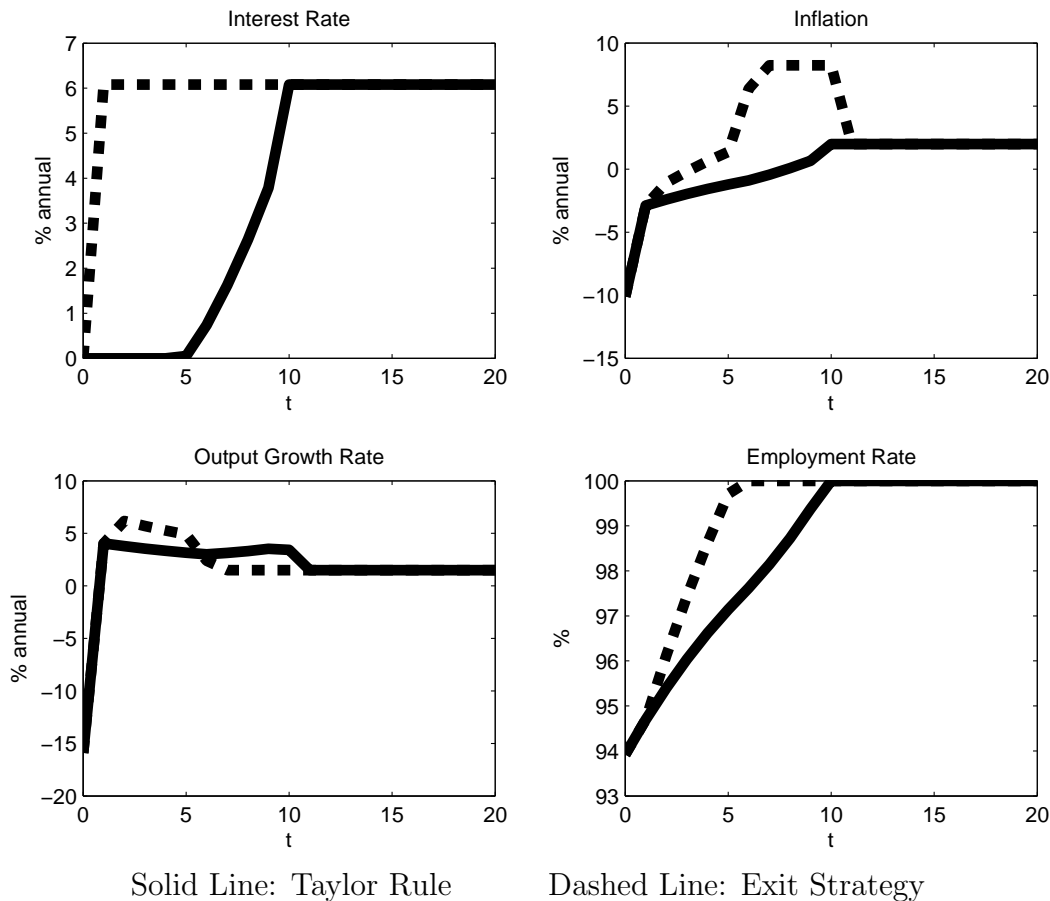 Interest Rate
7
6
5
4
3
2
1
0
% annual
0 5 10 15 20
t
Inflation
10
5
0
−5
−10
−15
% annual
0 5 10 15 20
t
Output Growth Rate
10
5
0
−5
−10
−15
−20
% annual
0 5 10 15 20
t
Employment Rate
100
99
98
97
96
95
94
93
%
0 5 10 15 20
t
Solid Line: Taylor Rule Dashed Line: Exit Strategy